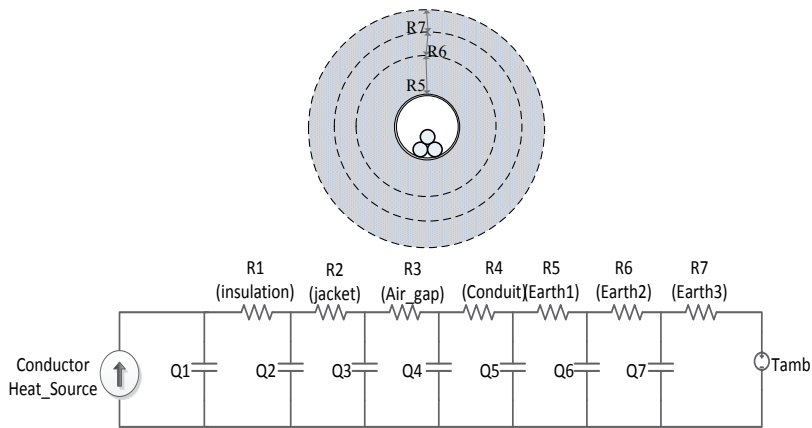 R7
R6
R5
R1 R2 R3 R4 R5 R6 R7
(insulation) (jacket) (Air_gap) (Conduit) (Earth1) (Earth2) (Earth3)
Conductor
Heat_Source
Q1 Q2 Q3 Q4 Q5 Q6 Q7
Tamb